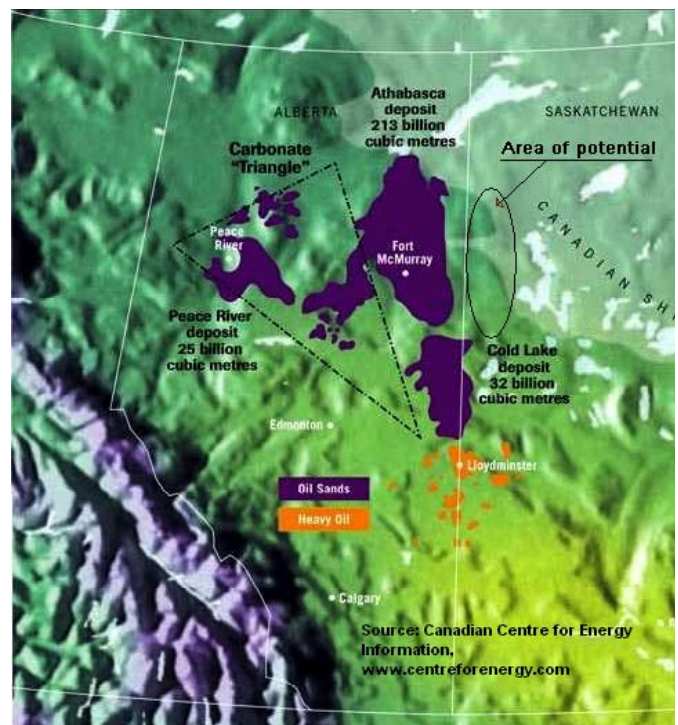 Athabasca
deposit
213 billion
cubic metres
ALBERTA
SASKATCHEWAN
Carbonate
"Triangle"
Area of potential
CANADIAN
Peace
River
Fort
McMurray
Peace River
deposit
25 billion
cubic metres
Cold Lake
deposit
32 billion
cubic metres
Edmonton
Lloydminster
Oil Sands
Heavy Oil
Calgary
Source: Canadian Centre for Energy
Information,
www.centreforenergy.com